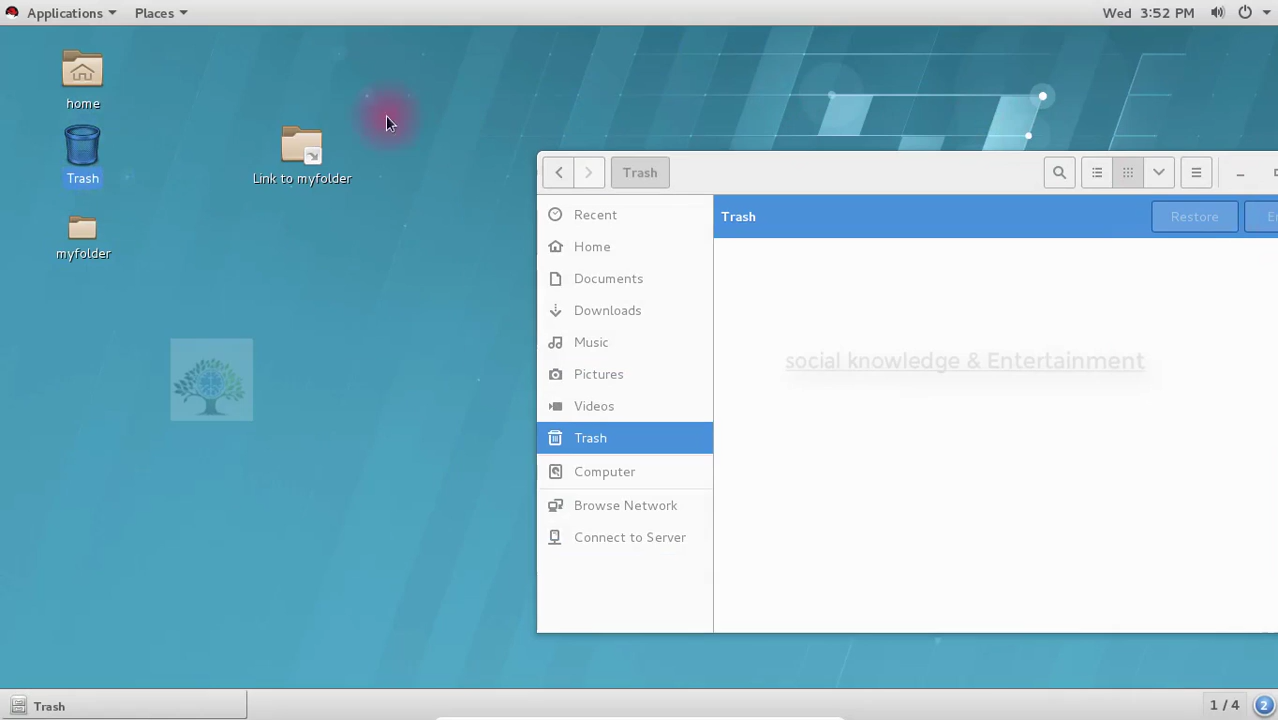 Applications Places Wed 3:52 PM
home
Trash
Link to myfolder
myfolder
Trash
Recent
Trash Restore
Home
Documents
Downloads
Music
social knowledge & Entertainment
Pictures
Videos
Trash
Computer
Browse Network
Connect to Server
Trash 1 / 4 2